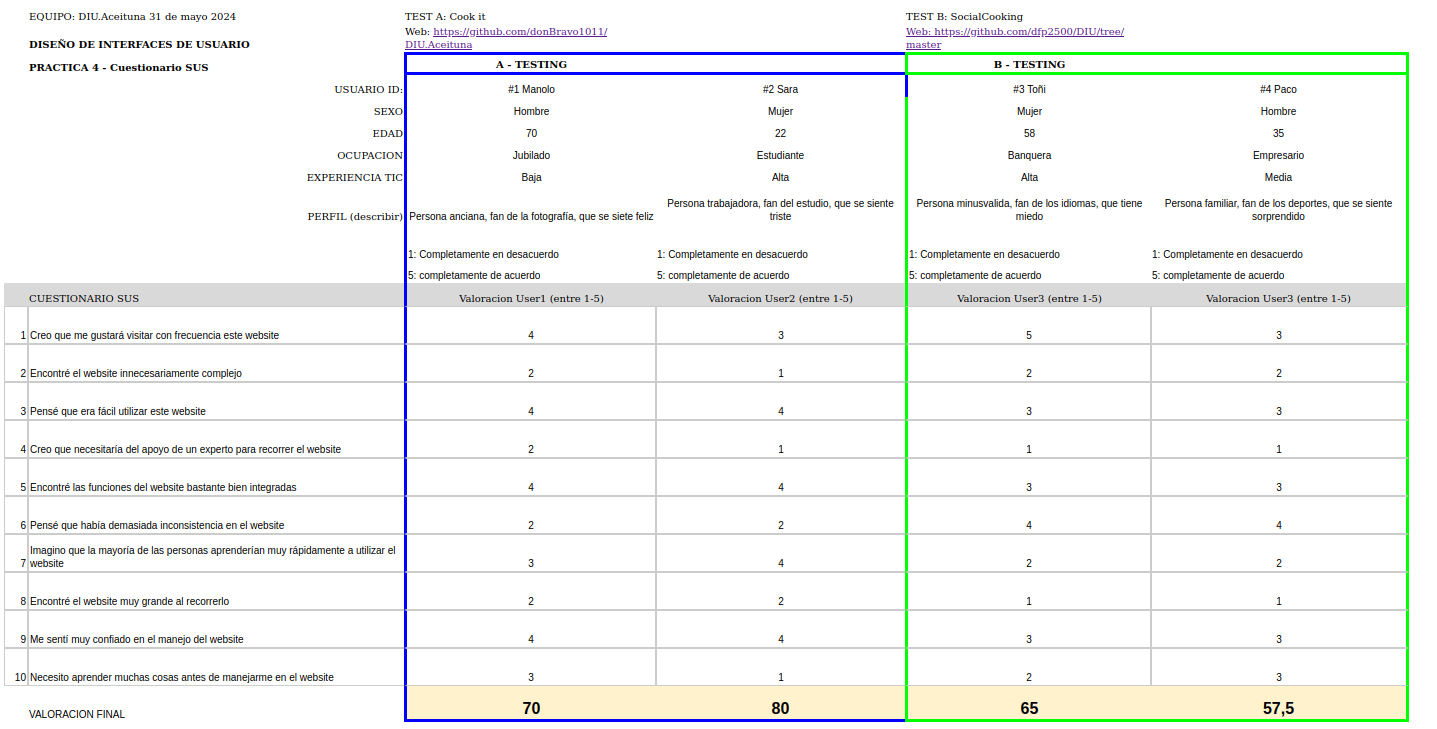 EQUIPO: DIU.Aceituna 31 de mayo 2024 TEST A: Cook it TEST B: SocialCooking
Web: https://github.com/donBravo1011/ Web: https://github.com/dfp2500/DIU/tree/
DISEÑO DE INTERFACES DE USUARIO DIU.Aceituna master
PRACTICA 4 - Cuestionario SUS A - TESTING B - TESTING
USUARIO ID: #1 Manolo #2 Sara #3 Toñi #4 Paco
SEXO Hombre Mujer Mujer Hombre
EDAD 70 22 58 35
OCUPACION Jubilado Estudiante Banquera Empresario
EXPERIENCIA TIC Baja Alta Alta Media
Persona trabajadora, fan del estudio, que se siente Persona minusvalida, fan de los idiomas, que tiene Persona familiar, fan de los deportes, que se siente
PERFIL (describir) Persona anciana, fan de la fotografía, que se siete feliz triste miedo sorprendido
1: Completamente en desacuerdo 1: Completamente en desacuerdo 1: Completamente en desacuerdo 1: Completamente en desacuerdo
5: completamente de acuerdo 5: completamente de acuerdo 5: completamente de acuerdo 5: completamente de acuerdo
CUESTIONARIO SUS Valoracion User1 (entre 1-5) Valoracion User2 (entre 1-5) Valoracion User3 (entre 1-5) Valoracion User3 (entre 1-5)
1 Creo que me gustará visitar con frecuencia este website 4 3 5 3
2 Encontré el website innecesariamente complejo 2 1 2 2
3 Pensé que era fácil utilizar este website 4 4 3 3
4 Creo que necesitaría del apoyo de un experto para recorrer el website 2 1 1 1
5 Encontré las funciones del website bastante bien integradas 4 4 3 3
6 Pensé que había demasiada inconsistencia en el website 2 2 4 4
Imagino que la mayoría de las personas aprenderían muy rápidamente a utilizar el
7 website 3 4 2 2
8 Encontré el website muy grande al recorrerlo 2 2 1 1
9 Me sentí muy confiado en el manejo del website 4 4 3 3
10 Necesito aprender muchas cosas antes de manejarme en el website 3 1 2 3
VALORACION FINAL 70 80 65 57,5